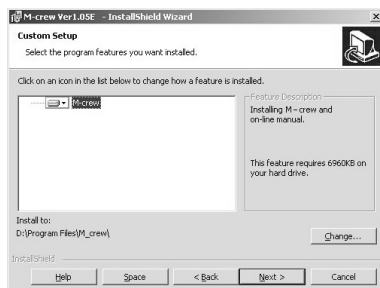 M-crew Ver1.05E - InstallShield Wizard
Custom Setup
Select the program features you want installed.
Click on an icon in the list below to change how a feature is installed.
M-crew
Feature Description
Installing M-crew and
on-line manual.
This feature requires 6960KB on
your hard drive.
Install to:
D:\Program Files\M_crew\
Change...
InstallShield
Help
Space
< Back
Next >
Cancel